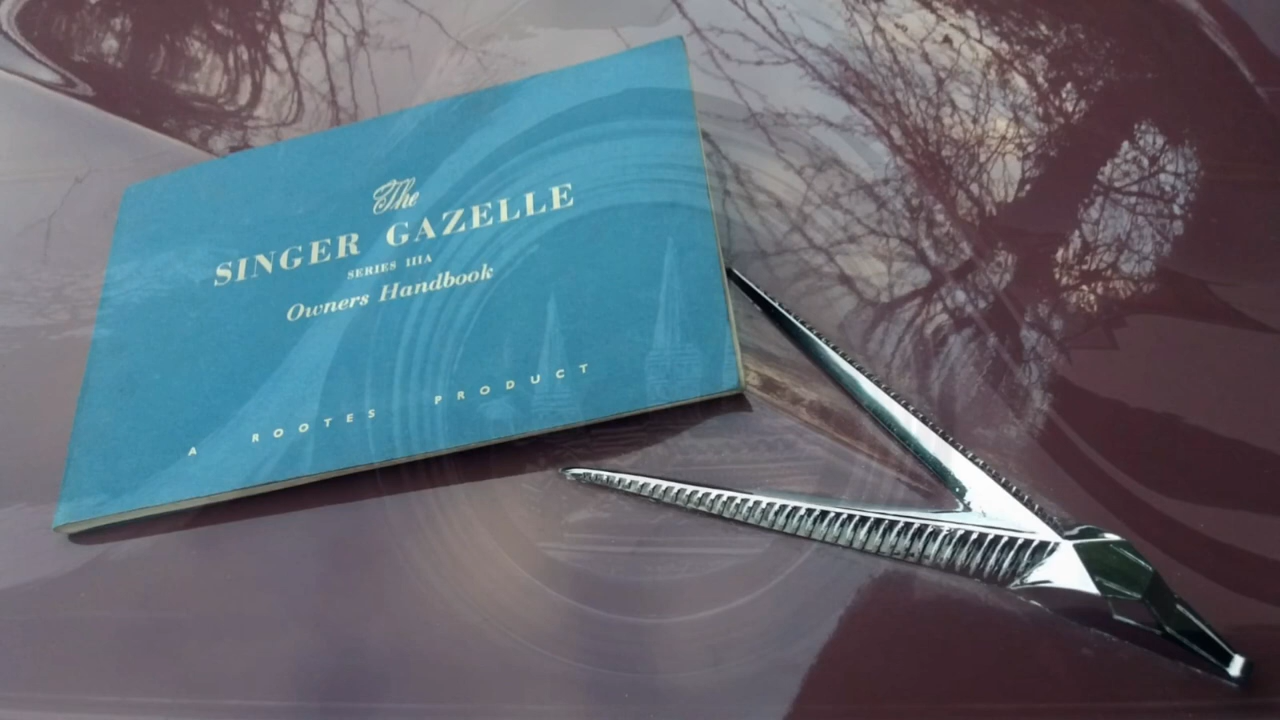 The
SINGER GAZELLE
SERIES IIIA
Owners Handbook
A ROOTES PRODUCT